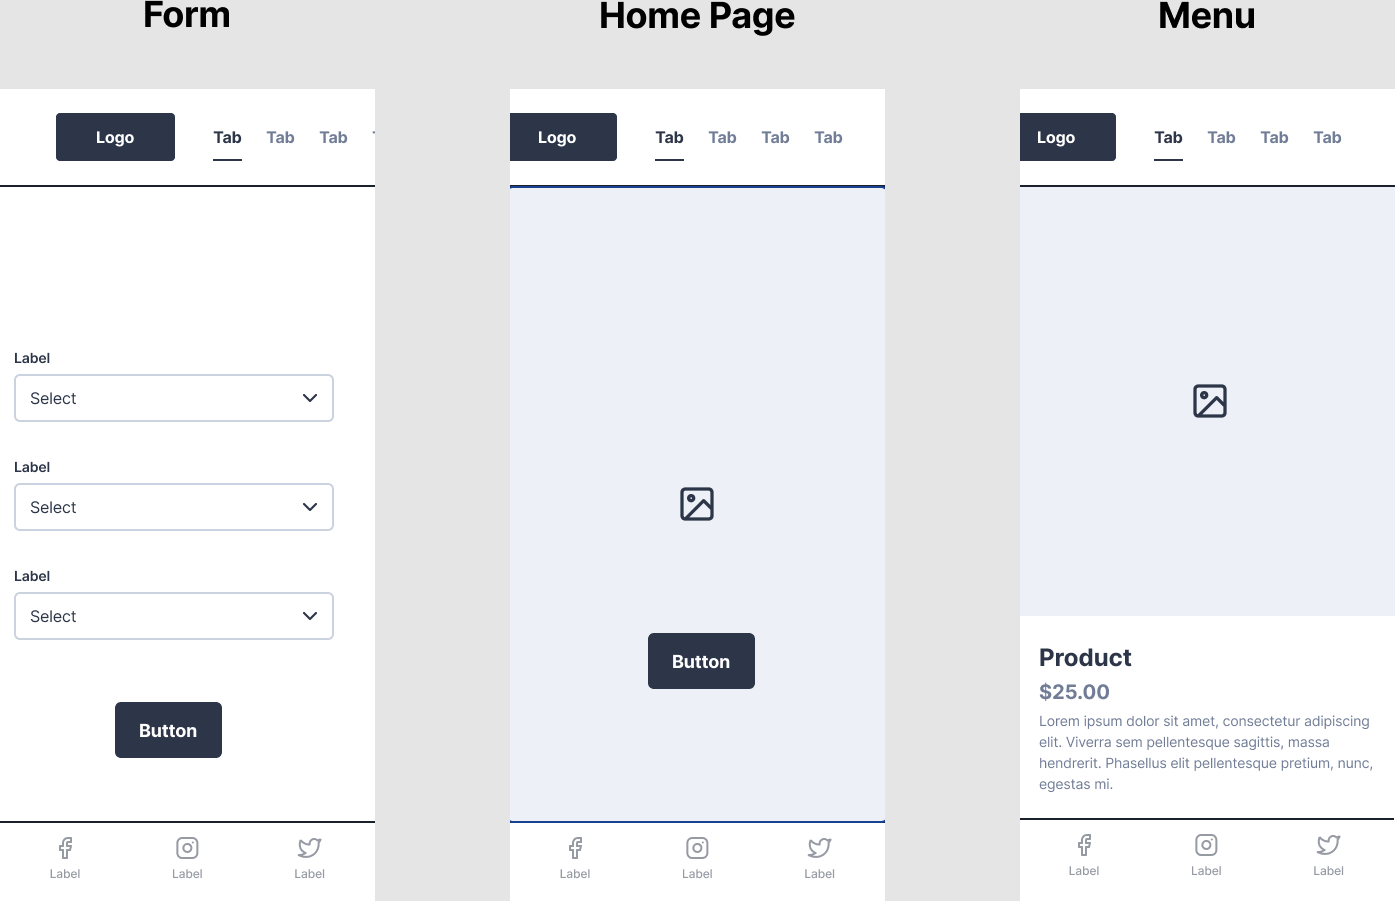 Form
Logo
Tab Tab Tab
Label
Select
Label
Select
Label
Select
Button
Label Label Label
Home Page
Logo
Tab Tab Tab Tab
Button
Label Label Label
Menu
Logo
Tab Tab Tab Tab
Product
$25.00
Lorem ipsum dolor sit amet, consectetur adipiscing
elit. Viverra sem pellentesque sagittis, massa
hendrerit. Phasellus elit pellentesque pretium, nunc,
egestas mi.
Label Label Label